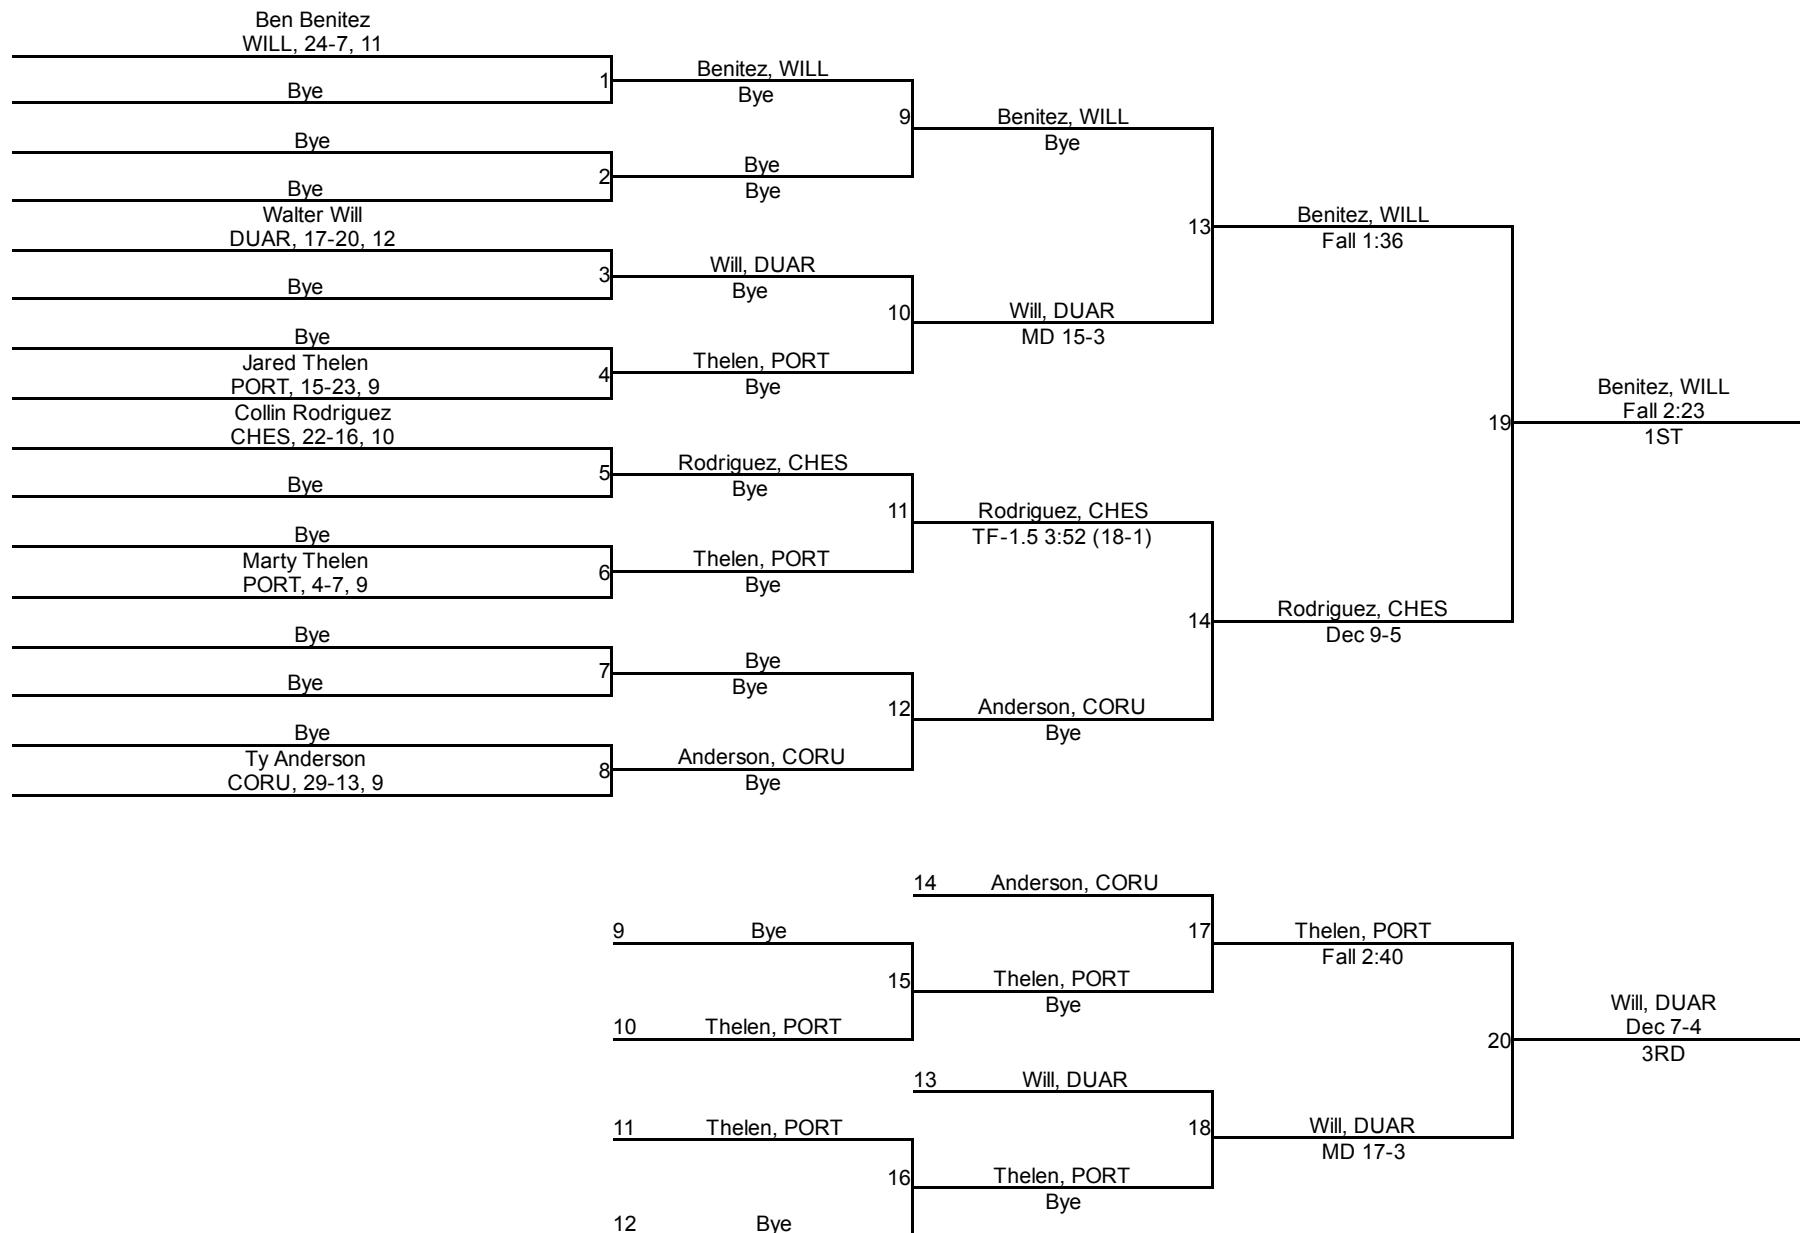 Ben Benitez
WILL, 24-7, 11
Bye
1
Bye
Bye
2
Walter Will
DUAR, 17-20, 12
Bye
3
Bye
Jared Thelen
PORT, 15-23, 9
4
Collin Rodriguez
CHES, 22-16, 10
Bye
5
Bye
Marty Thelen
PORT, 4-7, 9
6
Bye
Bye
7
Bye
Ty Anderson
CORU, 29-13, 9
8
Benitez, WILL
Bye
9
Bye
Bye
Will, DUAR
Bye
10
Thelen, PORT
Bye
Rodriguez, CHES
Bye
11
Thelen, PORT
Bye
Bye
Bye
12
Anderson, CORU
Bye
Benitez, WILL
Bye
13
Will, DUAR
MD 15-3
Rodriguez, CHES
TF-1.5 3:52 (18-1)
14
Anderson, CORU
Bye
Benitez, WILL
Fall 1:36
19
Rodriguez, CHES
Dec 9-5
Benitez, WILL
Fall 2:23
1ST
14 Anderson, CORU
9 Bye
17
15
Thelen, PORT
Bye
10 Thelen, PORT
Thelen, PORT
Fall 2:40
13 Will, DUAR
11 Thelen, PORT
18
16
Thelen, PORT
Bye
12 Bye
Will, DUAR
MD 17-3
20
Will, DUAR
Dec 7-4
3RD